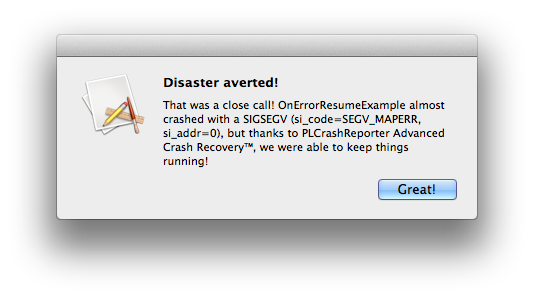 Disaster averted!
That was a close call! OnErrorResumeExample almost
crashed with a SIGSEGV (si_code=SEGV_MAPERR,
si_addr=0), but thanks to PLCrashReporter Advanced
Crash Recovery™, we were able to keep things
running!
Great!